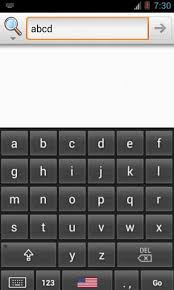 7:30
abcd
a b c d e f
g h i j k l
m n o p q r
s t u v w x
B y z DEL
123 ., Go